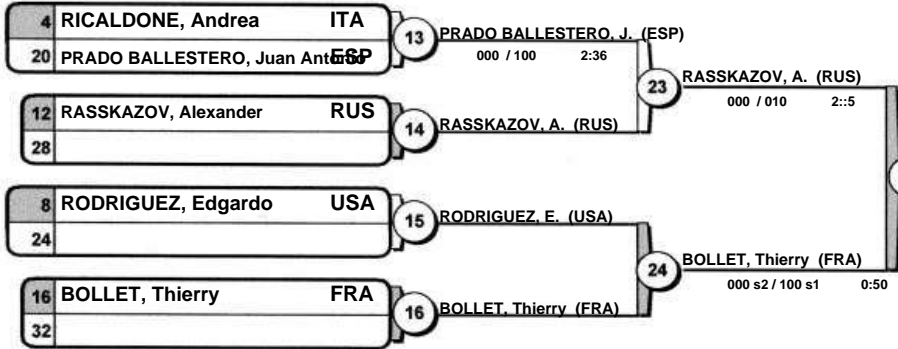 4 RICALDONE, Andrea ITA
20 PRADO BALLESTERO, Juan Antonio ESP
13
PRADO BALLESTERO, J. (ESP)
000 / 100 2:36
12 RASSKAZOV, Alexander RUS
28
14
RASSKAZOV, A. (RUS)
23
RASSKAZOV, A. (RUS)
000 / 010 2::5
8 RODRIGUEZ, Edgardo USA
24
15
RODRIGUEZ, E. (USA)
16 BOLLET, Thierry FRA
32
16
BOLLET, Thierry (FRA)
24
BOLLET, Thierry (FRA)
000 s2 / 100 s1 0:50